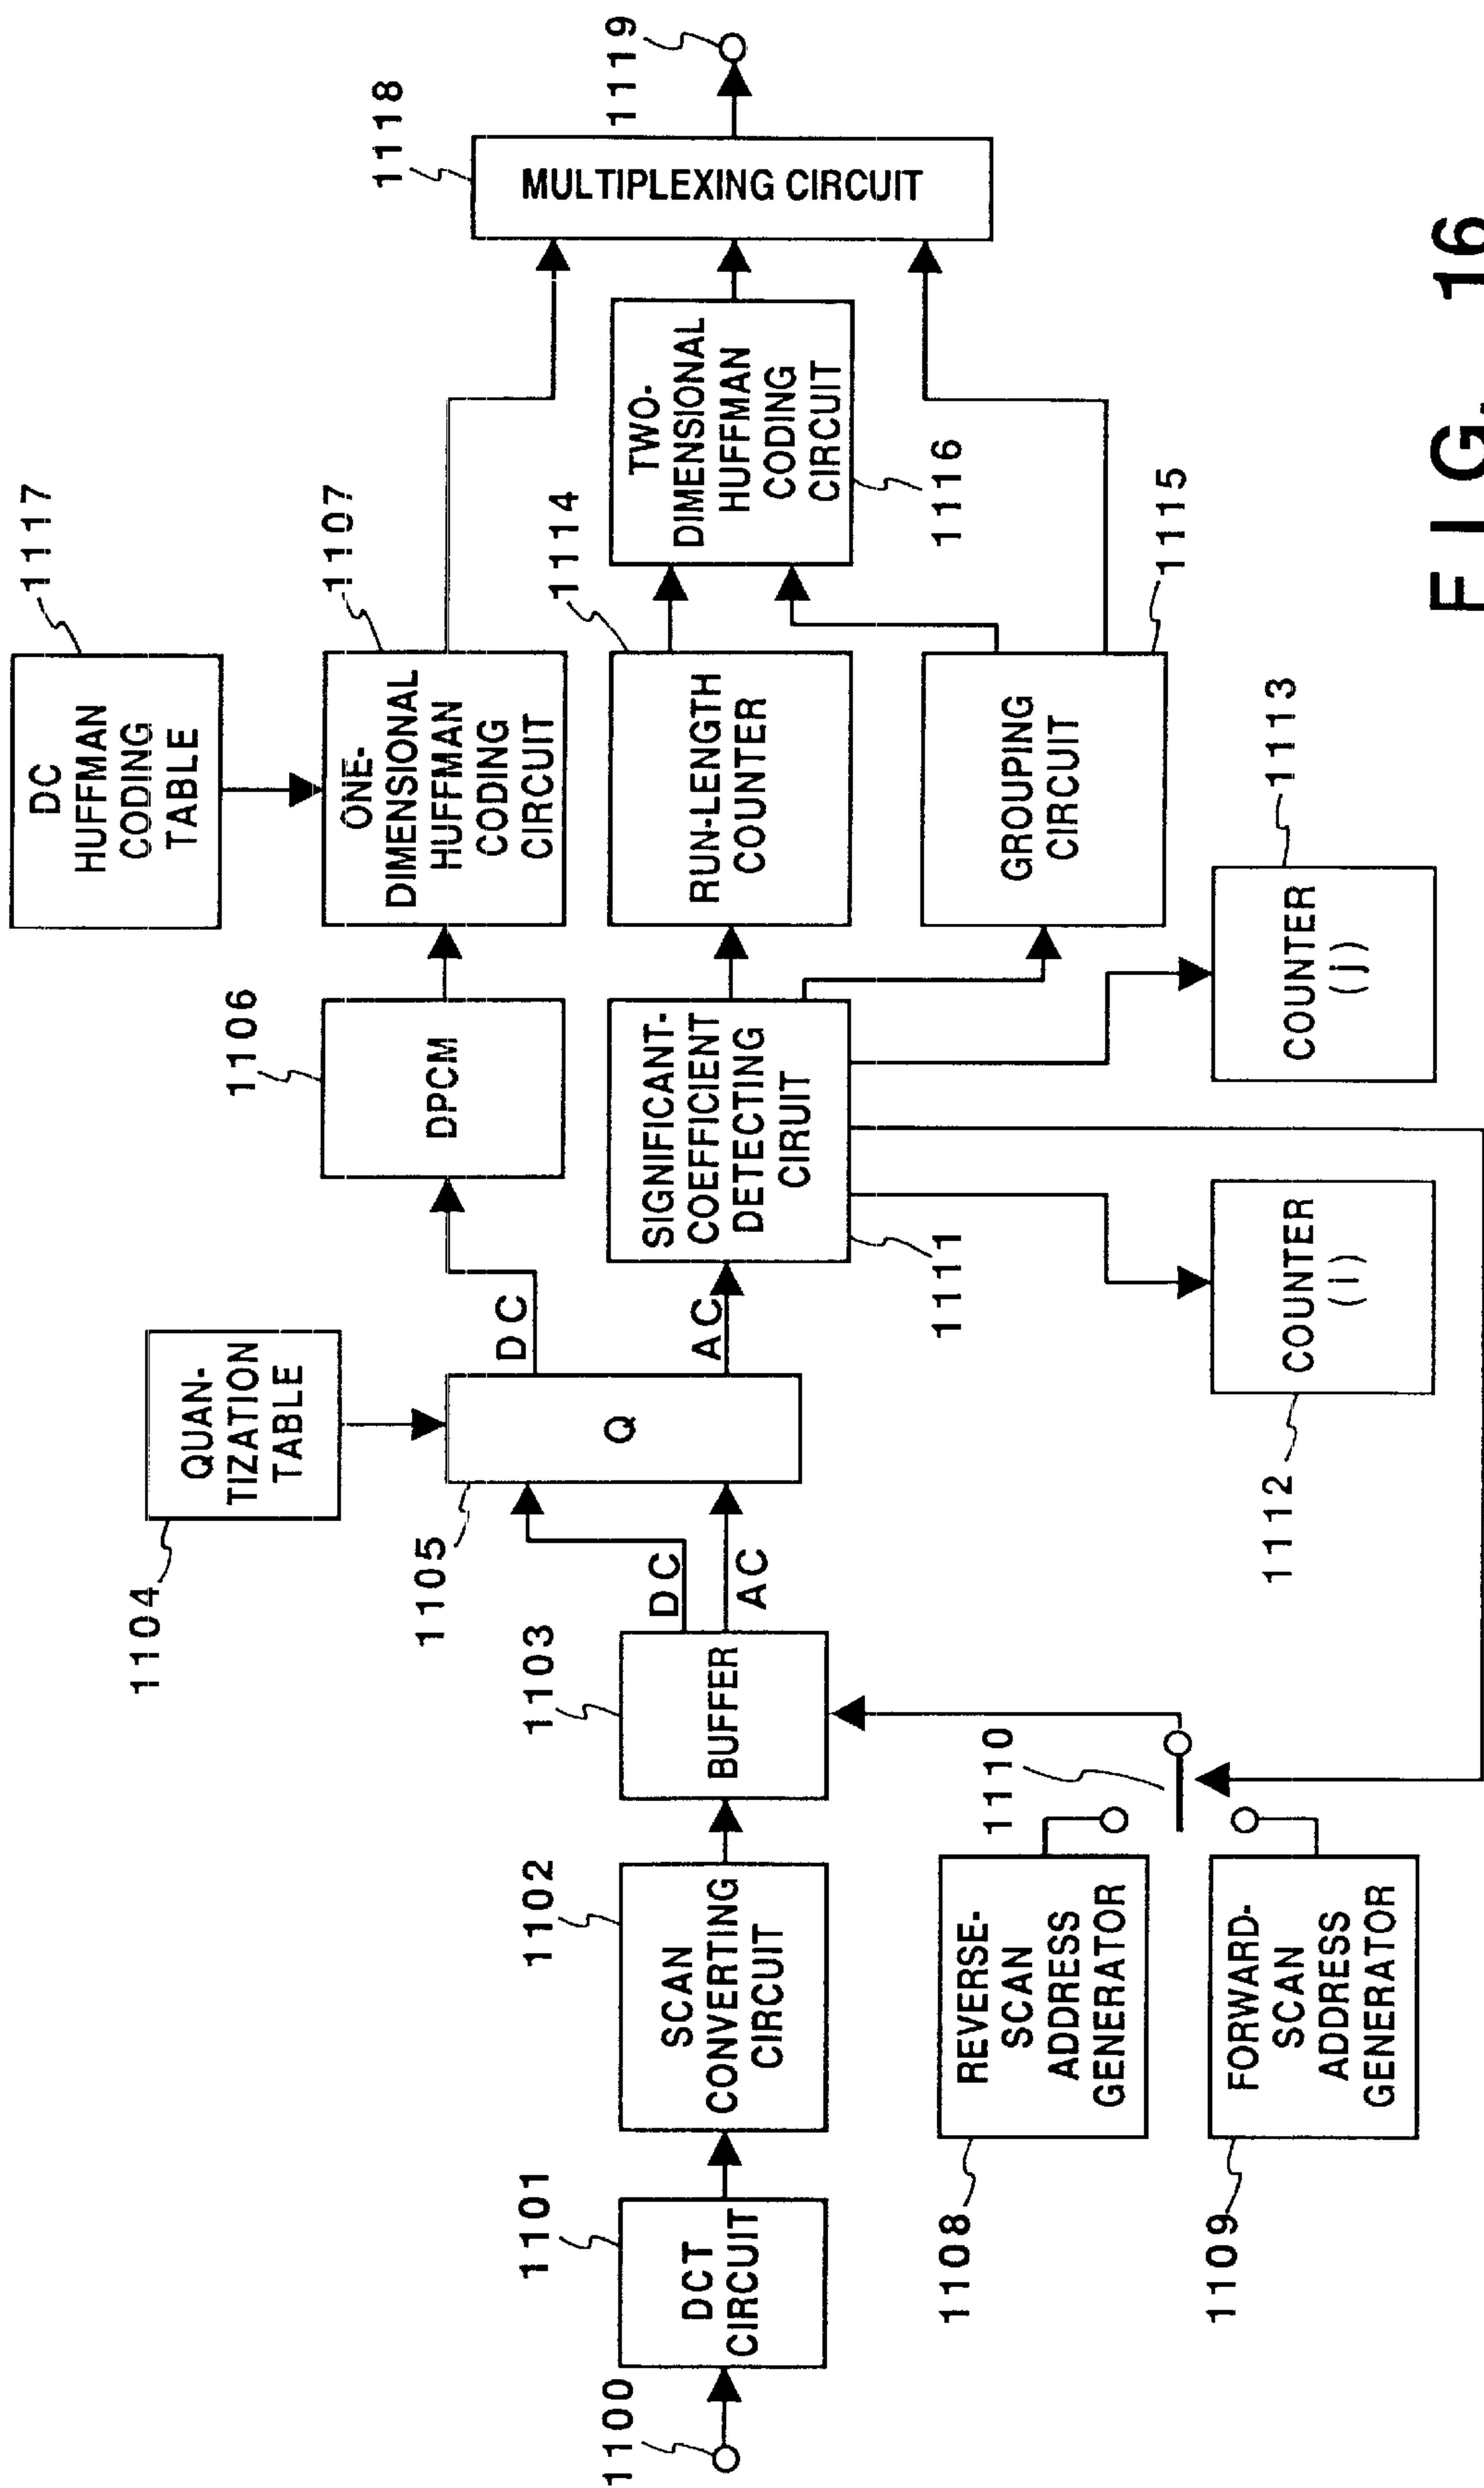 1100
1101
DCT
CIRCUIT
1102
SCAN
CONVERTING
CIRCUIT
1103
BUFFER
DC
AC
1104
QUAN-
TIZATION
TABLE
1105
Q
DC
AC
1106
DPCM
1117
DC
HUFFMAN
CODING
TABLE
1107
ONE-
DIMENSIONAL
HUFFMAN
CODING
CIRCUIT
1108
REVERSE-
SCAN
ADDRESS
GENERATOR
1109
FORWARD-
SCAN
ADDRESS
GENERATOR
1110
1111
SIGNIFICANT-
COEFFICIENT
DETECTING
CIRUIT
1112
COUNTER
(i)
1113
COUNTER
(j)
1114
RUN-LENGTH
COUNTER
1115
GROUPING
CIRCUIT
1116
TWO-
DIMENSIONAL
HUFFMAN
CODING
CIRCUIT
1118
MULTIPLEXING CIRCUIT
1119
FIG. 16